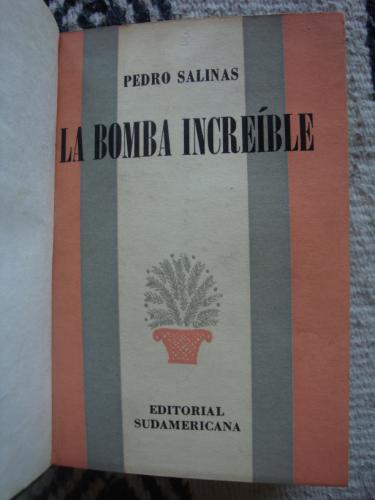 PEDRO SALINAS
LA BOMBA INCREÍBLE
EDITORIAL
SUDAMERICANA